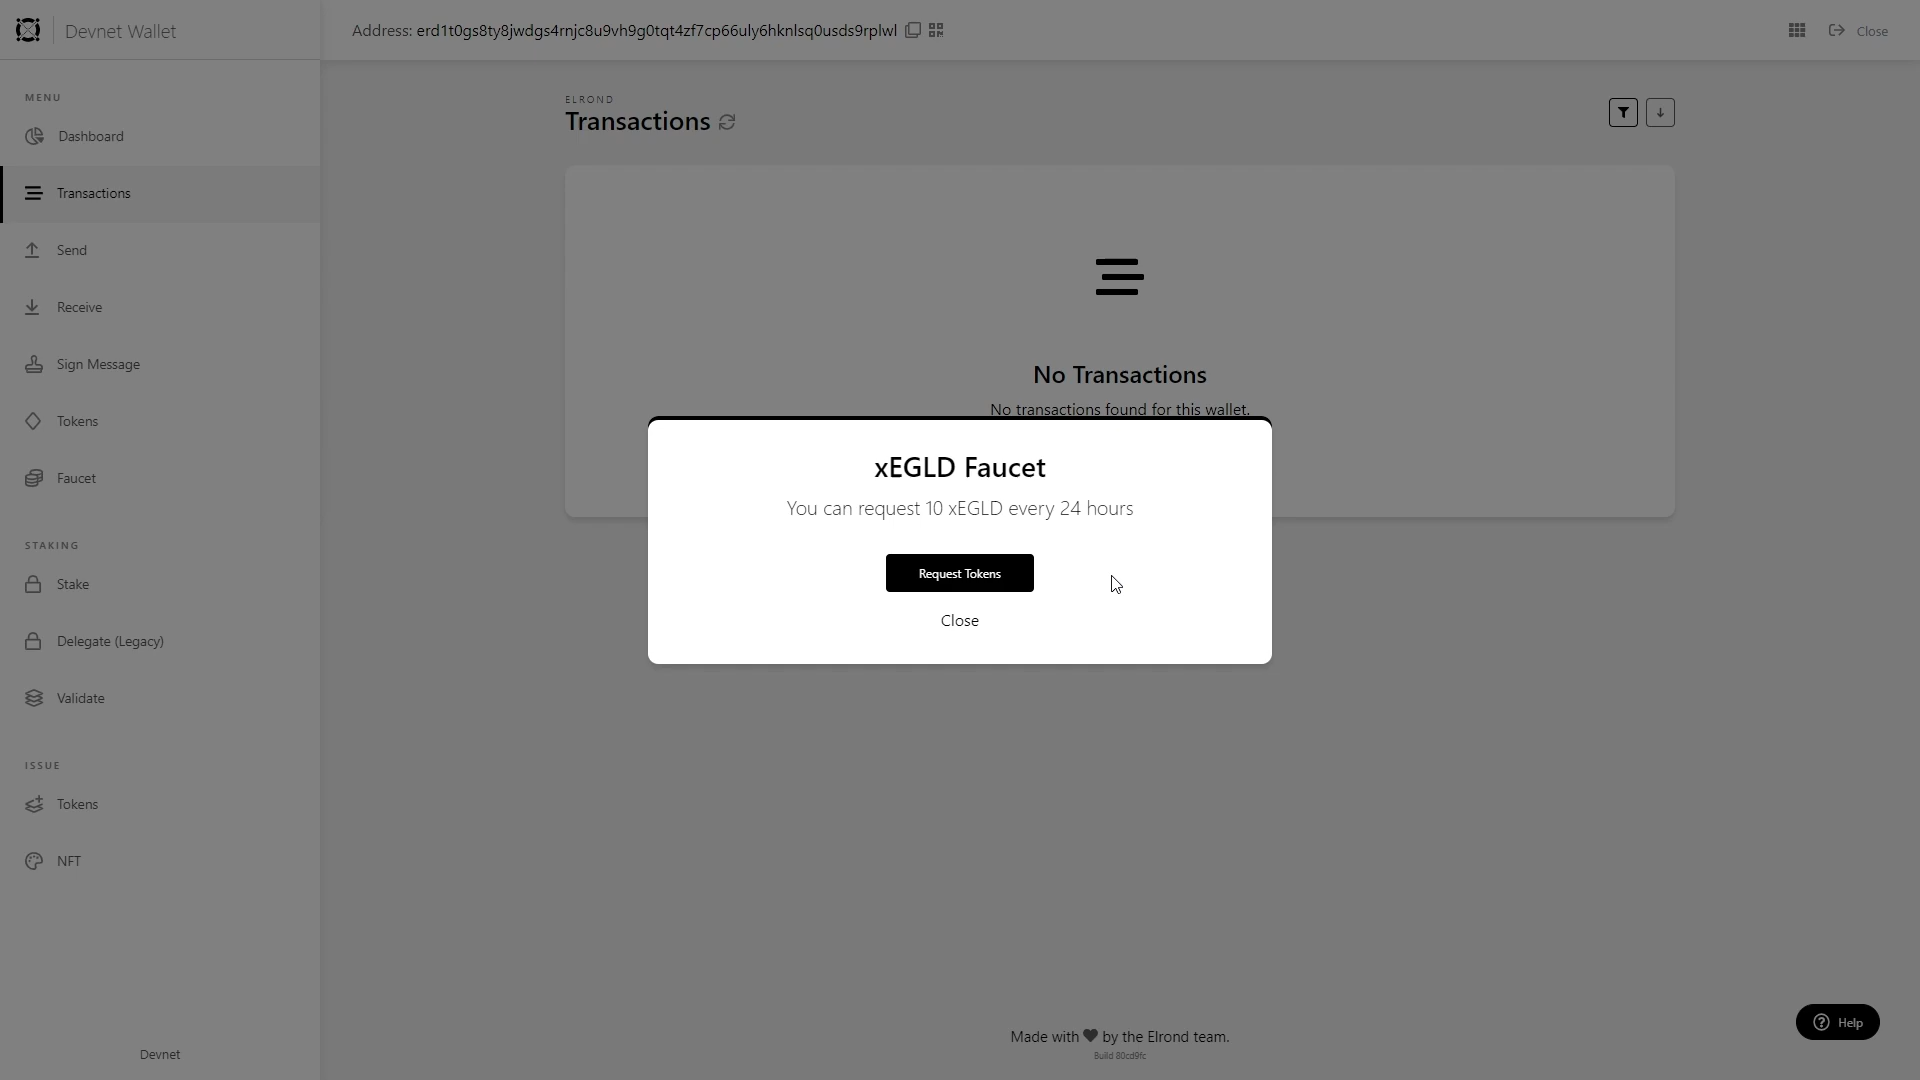 Devnet Wallet
Address: erd1t0gs8ty8jwdgs4rnjc8u9vh9g0tqt4zf7cp66uly6hknlsq0usds9rplwl
Close
MENU
Dashboard
Transactions
Send
Receive
Sign Message
Tokens
Faucet
STAKING
Stake
Delegate (Legacy)
Validate
ISSUE
Tokens
NFT
Devnet
ELROND
Transactions
No Transactions
No transactions found for this wallet.
xEGLD Faucet
You can request 10 xEGLD every 24 hours
Request Tokens
Close
Made with by the Elrond team.
Build 80cd9fc
Help